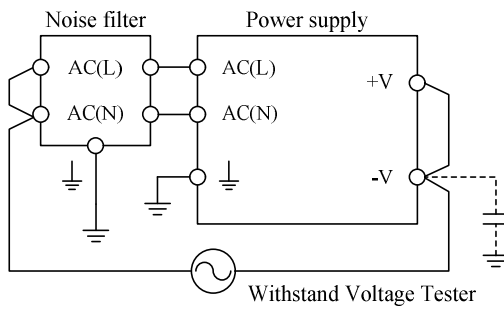 Noise filter
Power supply
AC(L)
AC(L)
+V
AC(N)
AC(N)
-V
Withstand Voltage Tester